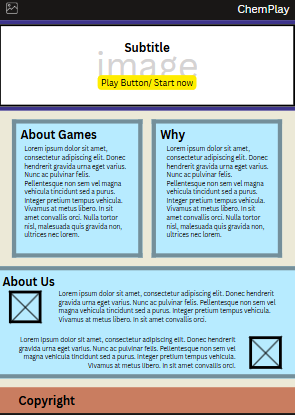 ChemPlay
Subtitle
image
Play Button/ Start now
About Games
Lorem ipsum dolor sit amet,
consectetur adipiscing elit. Donec
hendrerit gravida urna eget varius.
Nunc ac pulvinar felis.
Pellentesque non sem vel magna
vehicula tincidunt sed a purus.
Integer pretium tempus vehicula.
Vivamus at metus libero. In sit
amet convallis orci. Nulla tortor
nisl, malesuada quis gravida non,
ultrices nec lorem.
Why
Lorem ipsum dolor sit amet,
consectetur adipiscing elit. Donec
hendrerit gravida urna eget varius.
Nunc ac pulvinar felis.
Pellentesque non sem vel magna
vehicula tincidunt sed a purus.
Integer pretium tempus vehicula.
Vivamus at metus libero. In sit
amet convallis orci. Nulla tortor
nisl, malesuada quis gravida non,
ultrices nec lorem.
About Us
Lorem ipsum dolor sit amet, consectetur adipiscing elit. Donec hendrerit
gravida urna eget varius. Nunc ac pulvinar felis. Pellentesque non sem vel
magna vehicula tincidunt sed a purus. Integer pretium tempus vehicula.
Vivamus at metus libero. In sit amet convallis orci.
Lorem ipsum dolor sit amet, consectetur adipiscing elit. Donec hendrerit
gravida urna eget varius. Nunc ac pulvinar felis. Pellentesque non sem vel
magna vehicula tincidunt sed a purus. Integer pretium tempus vehicula.
Vivamus at metus libero. In sit amet convallis orci.
Copyright